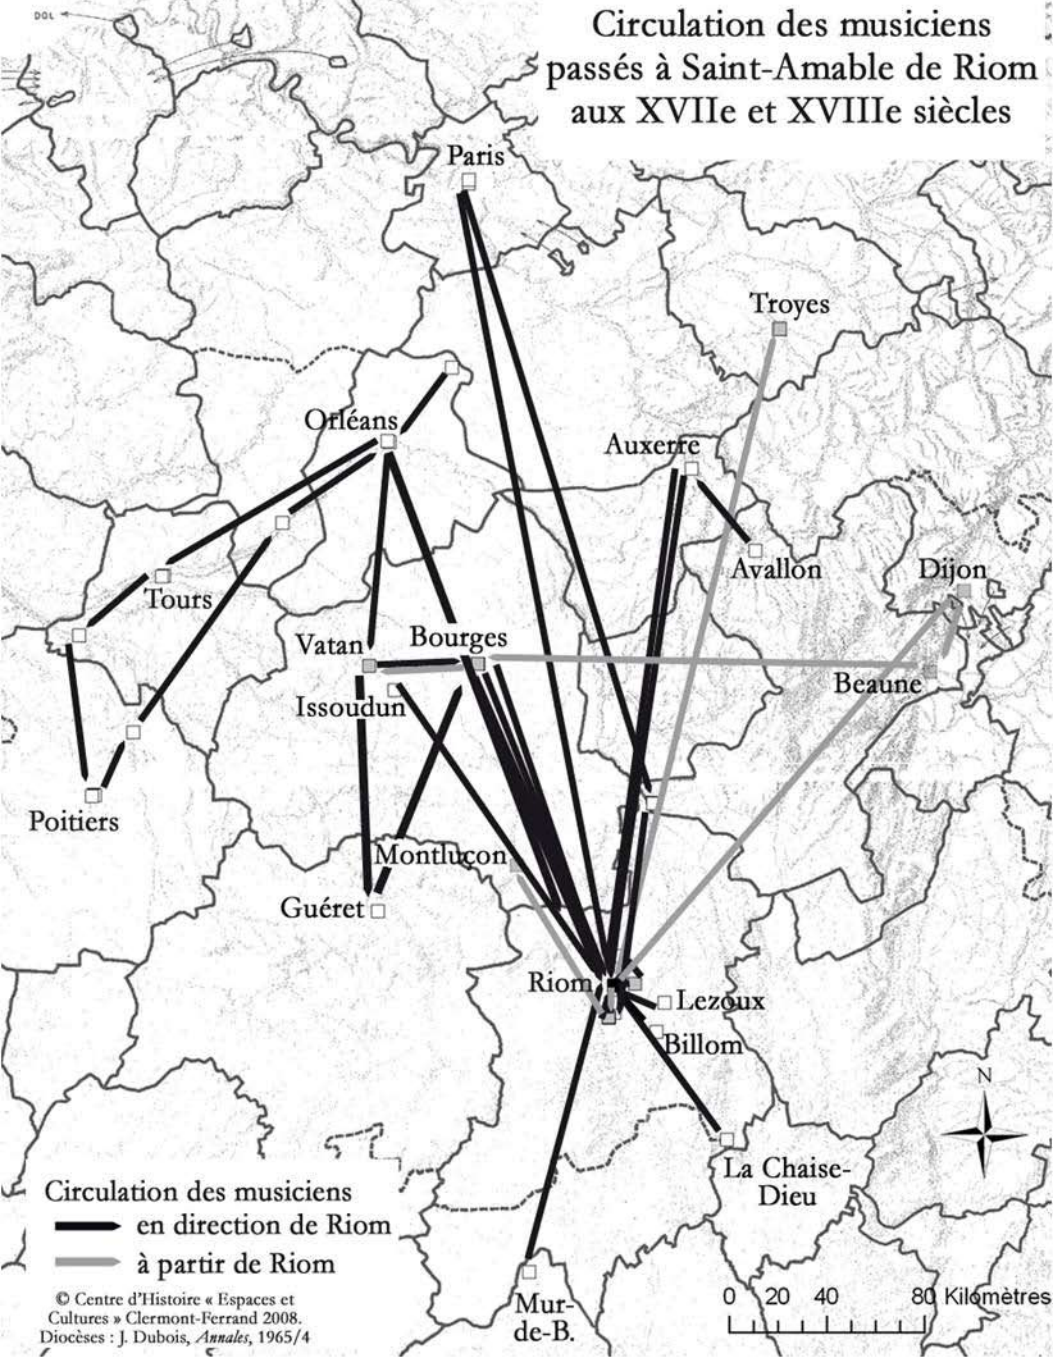 DOL
Circulation des musiciens
passés à Saint-Amable de Riom
aux XVIIe et XVIIIe siècles
Paris
Troyes
Orléans
Auxerre
Avallon
Dijon
Tours
Vatan
Bourges
Beaune
Issoudun
Poitiers
Montluçon
Guéret
Riom
Lezoux
Billom
N
La Chaise-
Dieu
Circulation des musiciens
en direction de Riom
à partir de Riom
© Centre d'Histoire « Espaces et
Cultures » Clermont-Ferrand 2008.
Diocèses : J. Dubois, Annales, 1965/4
Mur-
de-B.
0 20 40 80 Kilomètres